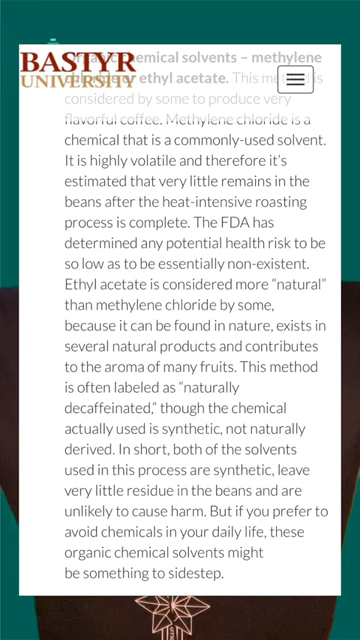 BASTYR
UNIVERSITY
chemical solvents – methylene
or ethyl acetate. This is
considered by some to produce very
flavorful coffee. Methylene chloride is a
chemical that is a commonly-used solvent.
It is highly volatile and therefore it’s
estimated that very little remains in the
beans after the heat-intensive roasting
process is complete. The FDA has
determined any potential health risk to be
so low as to be essentially non-existent.
Ethyl acetate is considered more “natural”
than methylene chloride by some,
because it can be found in nature, exists in
several natural products and contributes
to the aroma of many fruits. This method
is often labeled as “naturally
decaffeinated,” though the chemical
actually used is synthetic, not naturally
derived. In short, both of the solvents
used in this process are synthetic, leave
very little residue in the beans and are
unlikely to cause harm. But if you prefer to
avoid chemicals in your daily life, these
organic chemical solvents might
be something to sidestep.